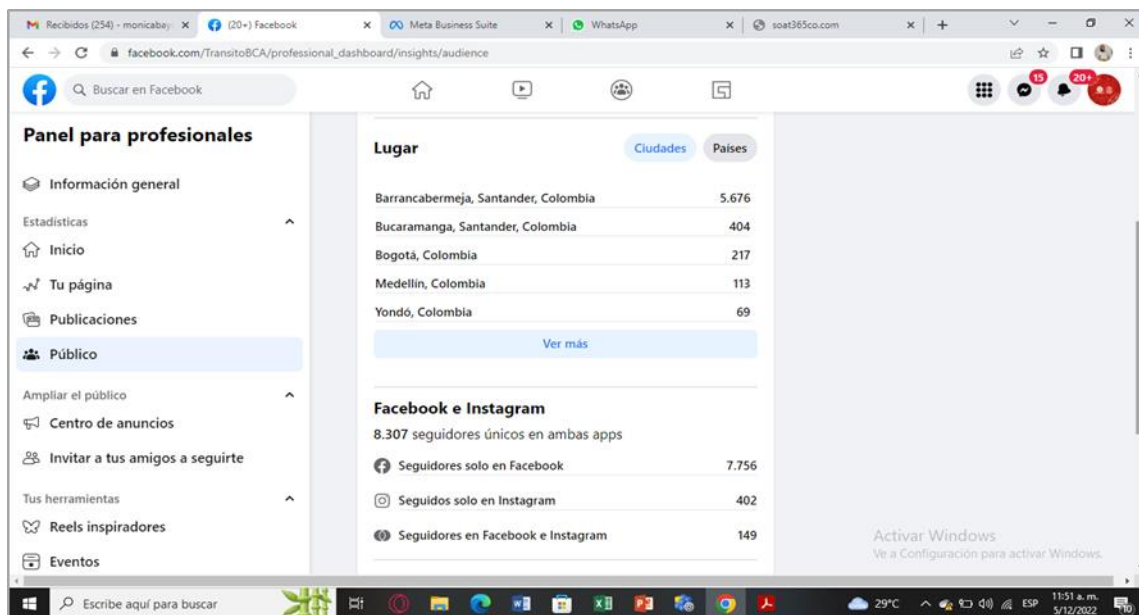 Recibidos (254) - monicabay
(20+) Facebook
Meta Business Suite
WhatsApp
soat365co.com
facebook.com/TransitoBCA/professional_dashboard/insights/audience
Buscar en Facebook
15
20+
Panel para profesionales
Información general
Estadísticas
Inicio
Tu página
Publicaciones
Público
Ampliar el público
Centro de anuncios
Invitar a tus amigos a seguirte
Tus herramientas
Reels inspiradores
Eventos
Lugar
Ciudades
Países
Barrancabermeja, Santander, Colombia 5.676
Bucaramanga, Santander, Colombia 404
Bogotá, Colombia 217
Medellín, Colombia 113
Yondó, Colombia 69
Ver más
Facebook e Instagram
8.307 seguidores únicos en ambas apps
Seguidores solo en Facebook 7.756
Seguidos solo en Instagram 402
Seguidores en Facebook e Instagram 149
Activar Windows
Ve a Configuración para activar Windows.
Escribe aquí para buscar
29°C
ESP
11:51 a. m.
5/12/2022